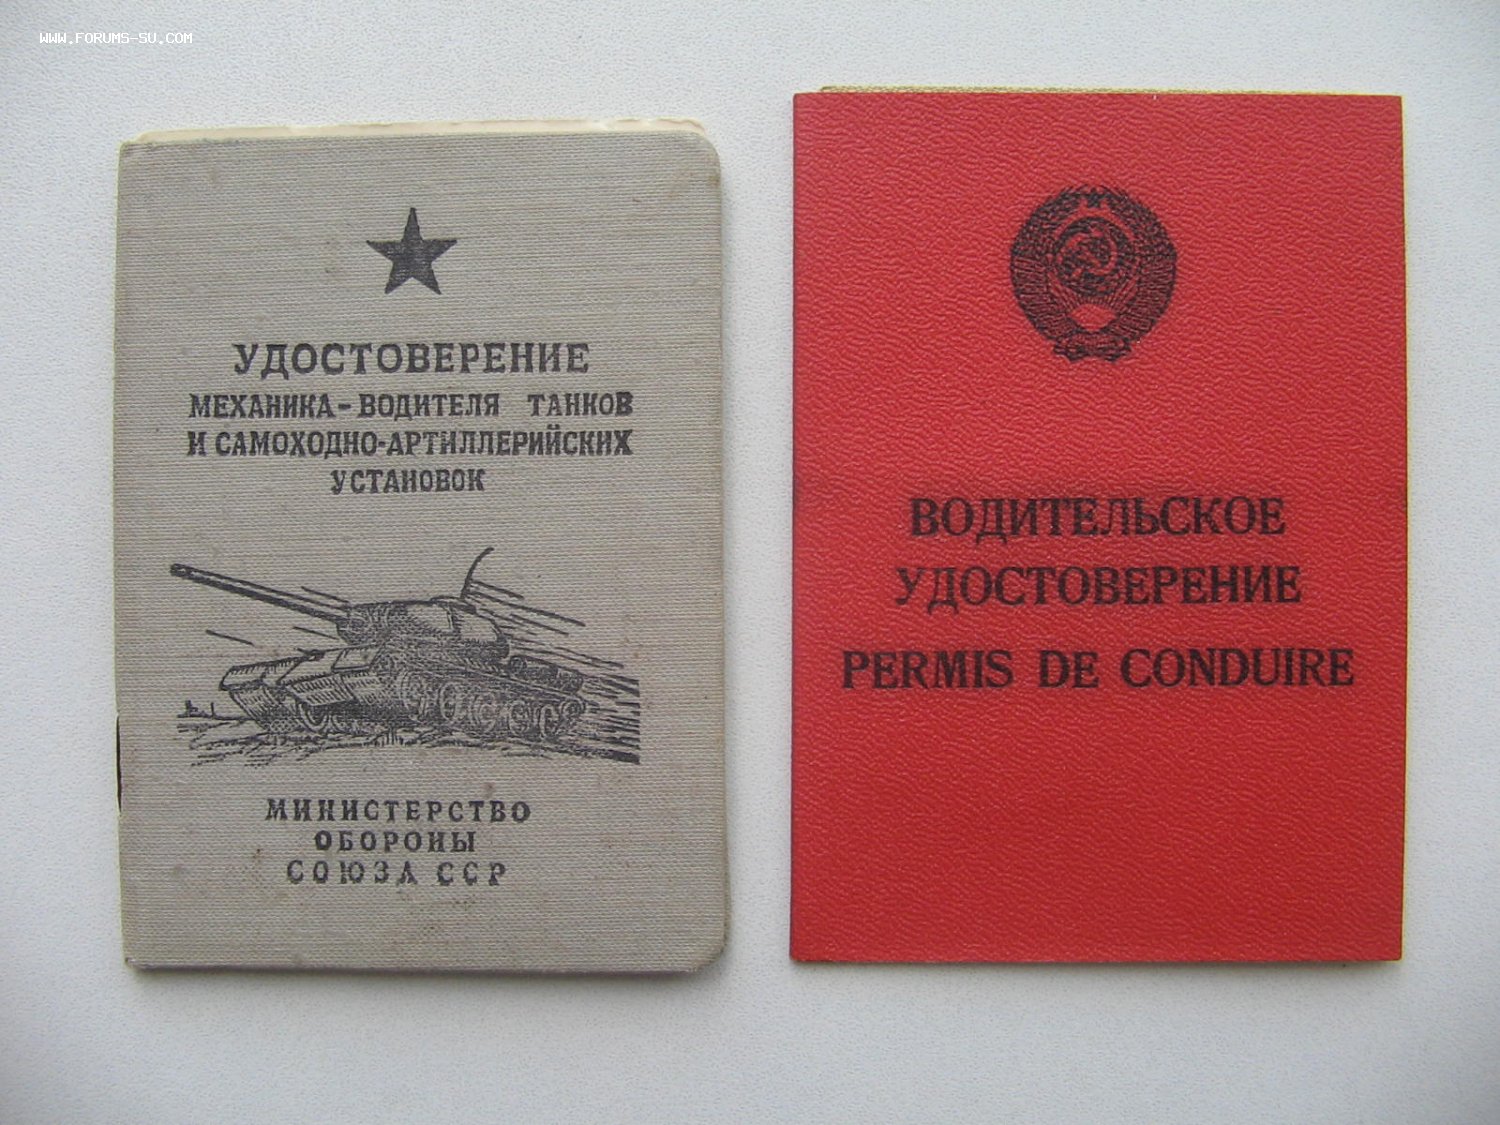 WWW.FORUMS-SU.COM
УДОСТОВЕРЕНИЕ
МЕХАНИКА-ВОДИТЕЛЯ ТАНКОВ
И САМОХОДНО-АРТИЛЛЕРИЙСКИХ
УСТАНОВОК
МИНИСТЕРСТВО
ОБОРОНЫ
СОЮЗА ССР
ВОДИТЕЛЬСКОЕ
УДОСТОВЕРЕНИЕ
PERMIS DE CONDUIRE